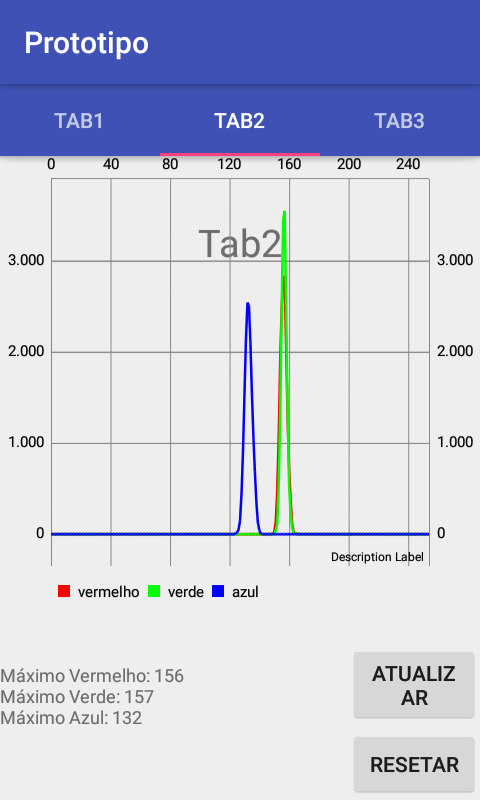 Prototipo
TAB1 TAB2 TAB3
0 40 80 120 160 200 240
Tab2
3.000 3.000
2.000 2.000
1.000 1.000
0 0
Description Label
vermelho verde azul
Máximo Vermelho: 156
Máximo Verde: 157
Máximo Azul: 132
ATUALIZ
AR
RESETAR